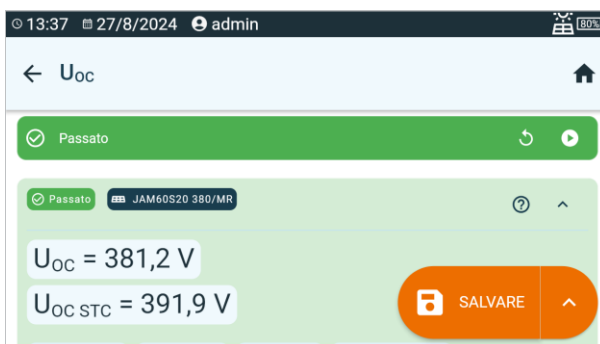 13:37 27/8/2024 admin 80%
Uoc
Passato
Passato JAM60S20 380/MR
UOC = 381,2 V
UOC STC = 391,9 V
SALVARE